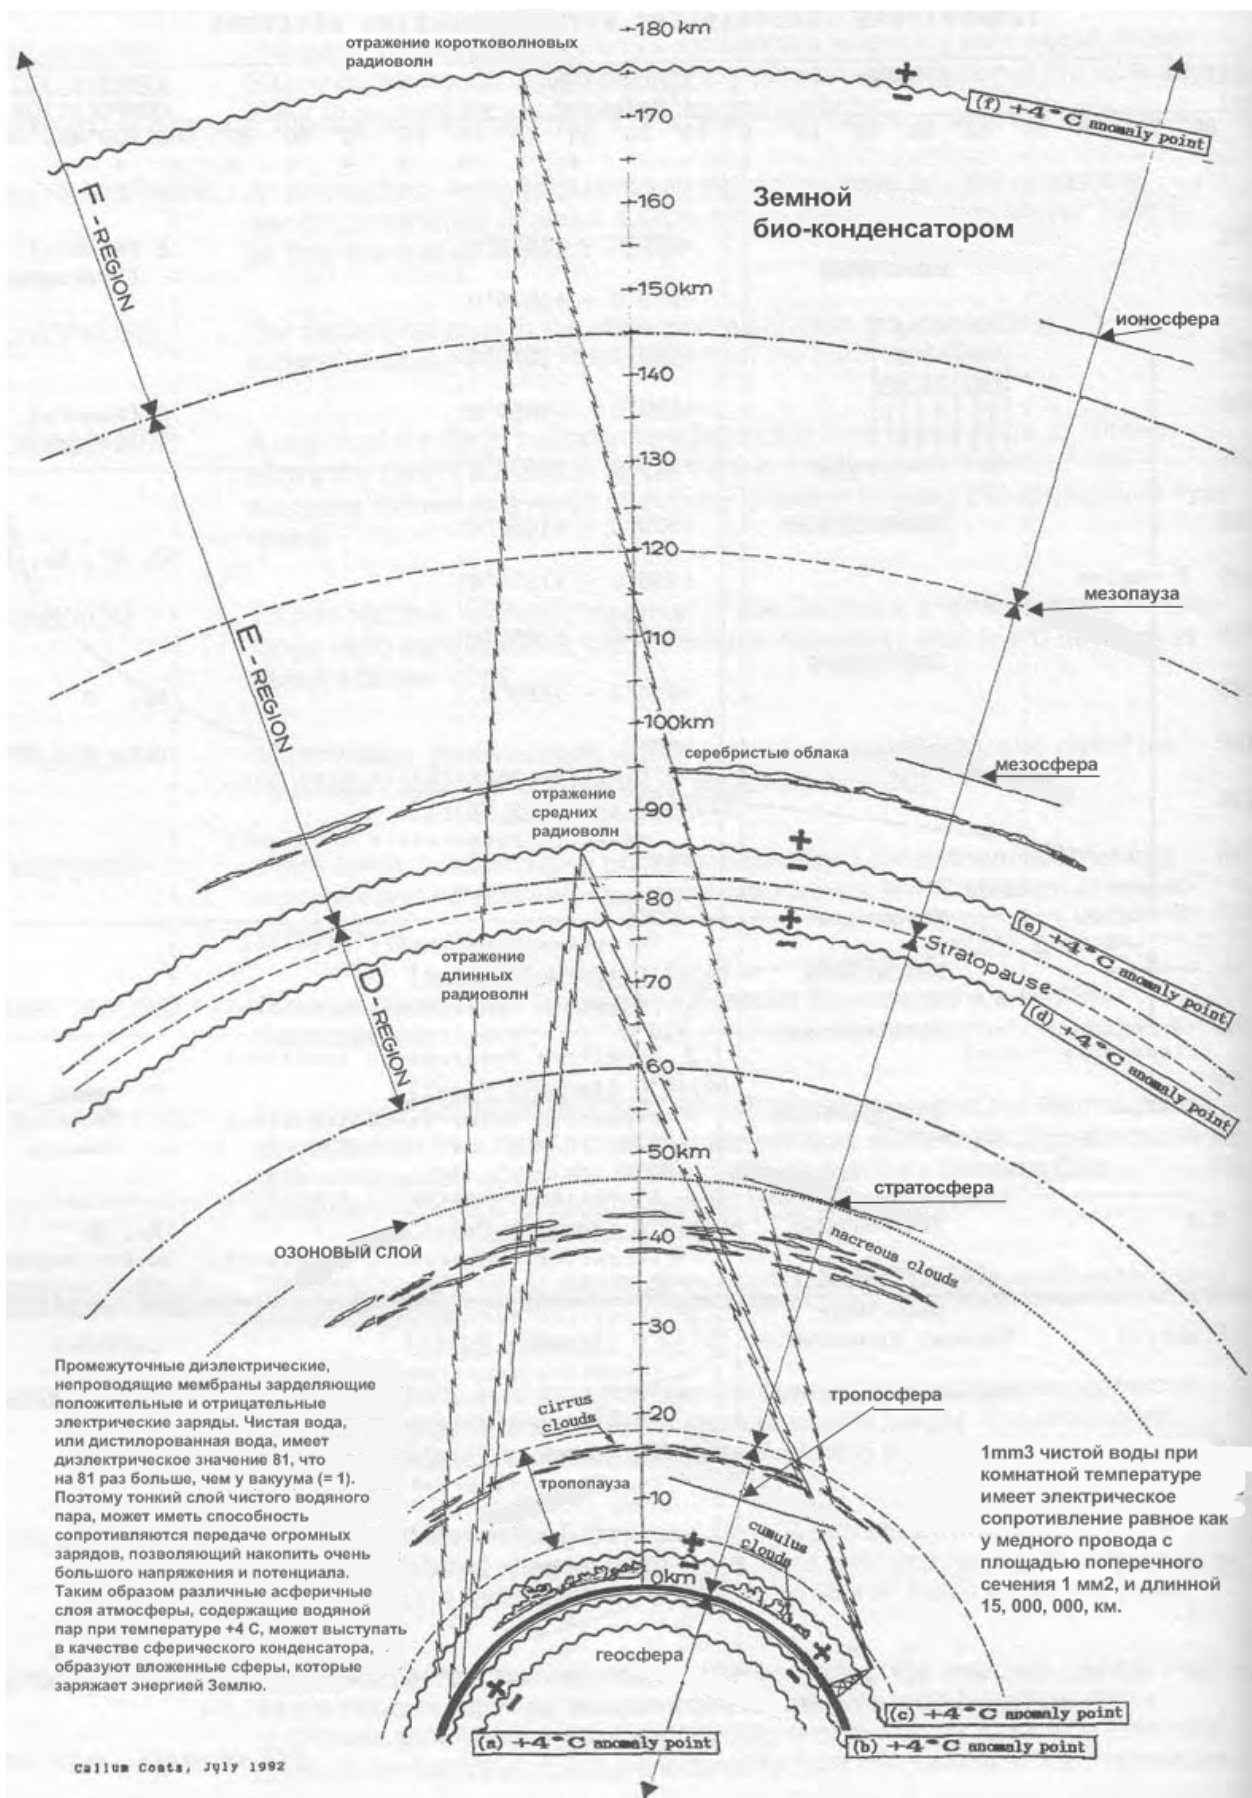 180 km
отражение коротковолновых
радиоволн
(f) +4°C anomaly point
170
160
Земной
био-конденсатором
F-REGION
150km
ионосфера
140
130
120
мезопауза
110
E-REGION
100km
серебристые облака
мезосфера
отражение
средних
радиоволн
90
80
(e) +4°C anomaly point
Stratopause
отражение
длинных
радиоволн
70
(d) +4°C anomaly point
D-REGION
60
50km
стратосфера
ОЗОНОВЫЙ СЛОЙ
40
nacreous clouds
30
Промежуточные диэлектрические,
непроводящие мембраны зарделяющие
положительные и отрицательные
электрические заряды. Чистая вода,
или дистилорованная вода, имеет
диэлектрическое значение 81, что
на 81 раз больше, чем у вакуума (= 1).
Поэтому тонкий слой чистого водяного
пара, может иметь способность
сопротивляются передаче огромных
зарядов, позволяющий накопить очень
большого напряжения и потенциала.
Таким образом различные асферичные
слоя атмосферы, содержащие водяной
пар при температуре +4 С, может выступать
в качестве сферического конденсатора,
образуют вложенные сферы, которые
заряжает энергией Землю.
тропосфера
cirrus
clouds
20
1mm3 чистой воды при
комнатной температуре
имеет электрическое
сопротивление равное как
у медного провода с
площадью поперечного
сечения 1 мм2, и длинной
15, 000, 000, км.
тропопауза
10
cumulus
clouds
0km
геосфера
(c) +4°C anomaly point
(a) +4°C anomaly point
(b) +4°C anomaly point
Callum Coats, July 1992